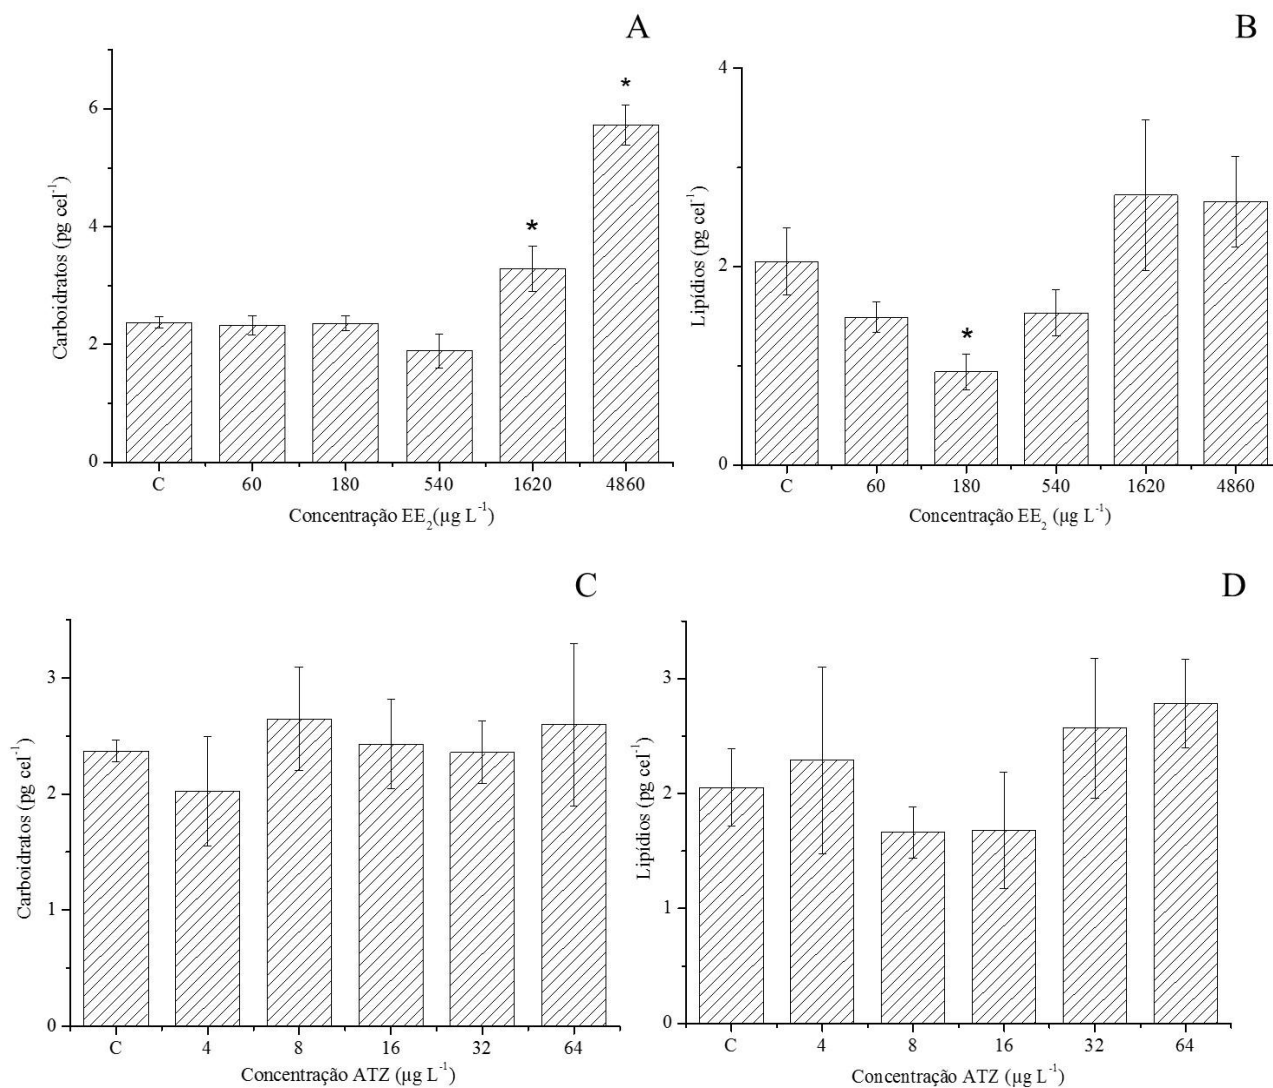 A
Carboidratos (pg cel⁻¹)
6
4
2
0
*
*
C 60 180 540 1620 4860
Concentração EE₂(µg L⁻¹)
B
Lipídios (pg cel⁻¹)
4
2
0
*
C 60 180 540 1620 4860
Concentração EE₂ (µg L⁻¹)
C
Carboidratos (pg cel⁻¹)
3
2
1
0
C 4 8 16 32 64
Concentração ATZ (µg L⁻¹)
D
Lipídios (pg cel⁻¹)
3
2
1
0
C 4 8 16 32 64
Concentração ATZ (µg L⁻¹)